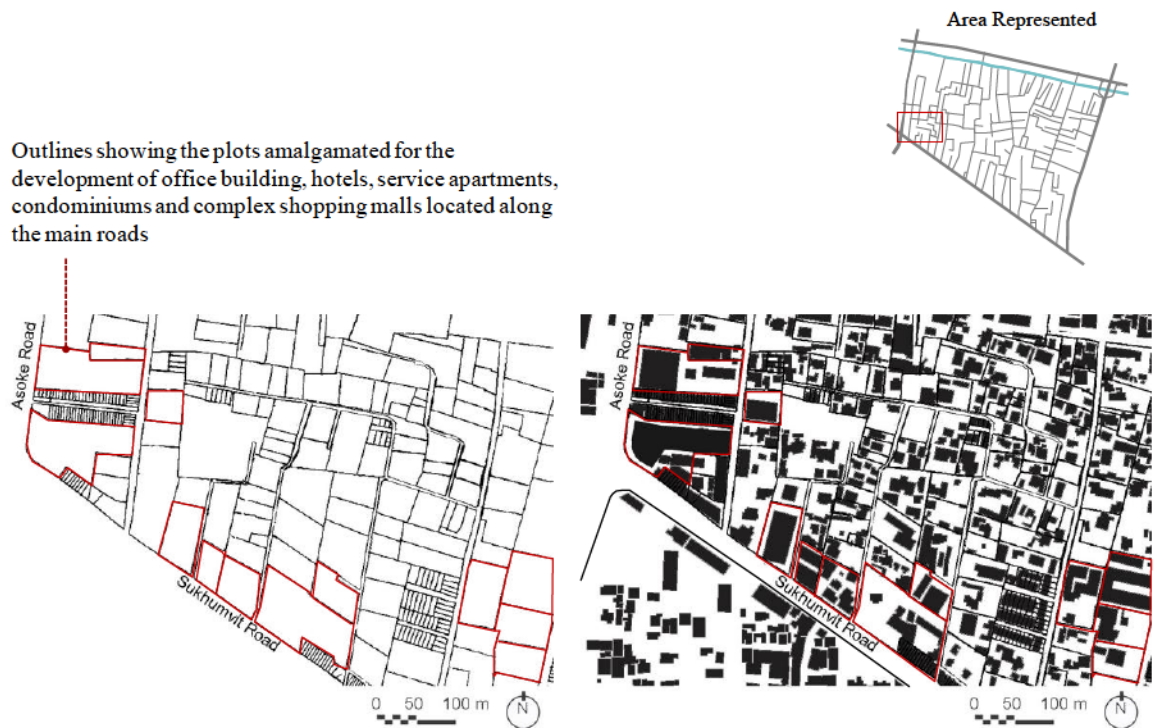 Area Represented
Outlines showing the plots amalgamated for the
development of office building, hotels, service apartments,
condominiums and complex shopping malls located along
the main roads
Asoke Road
Sukhumvit Road
0 50 100 m
N
Asoke Road
Sukhumvit Road
0 50 100 m
N